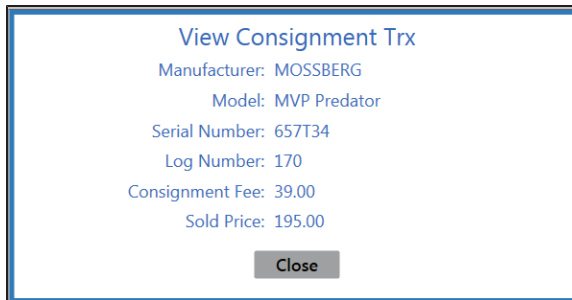 View Consignment Trx
Manufacturer: MOSSBERG
Model: MVP Predator
Serial Number: 657T34
Log Number: 170
Consignment Fee: 39.00
Sold Price: 195.00
Close